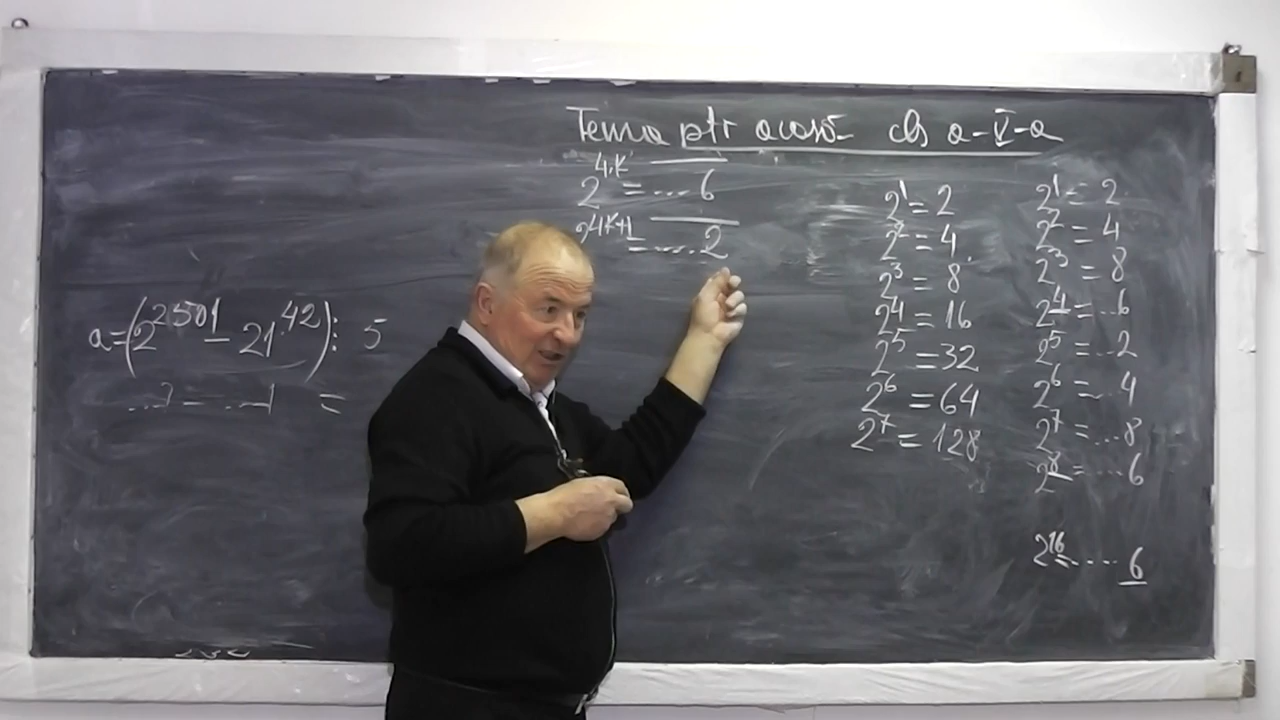 Tema ptr acasă cls a-V-a
2^{4·k} = ....6
2^{4k+1} = .....2
a=(2^{2501} - 21^{42}) ⋮ 5
...2 - ...1 =
2^1 = 2
2^2 = 4
2^3 = 8
2^4 = 16
2^5 = 32
2^6 = 64
2^7 = 128
2^1 = 2
2^2 = 4
2^3 = 8
2^4 = ...6
2^5 = ...2
2^6 = ...4
2^7 = ...8
2^8 = ...6
2^{16} = .... 6